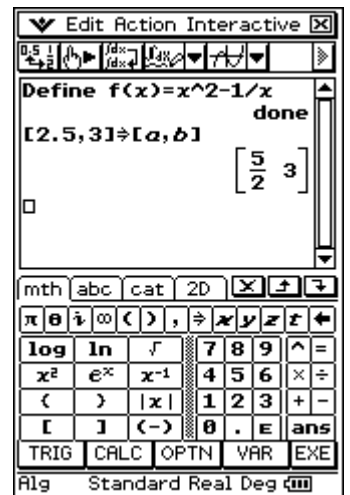 Edit Action Interactive
Define f(x)=x^2-1/x
done
[2.5,3]⇒[a,b]
[5/2 3]
mth abc cat 2D
π θ i ∞ ( ) , ⇒ x y z t ←
log ln √ 7 8 9 ^ =
x² eˣ x⁻¹ 4 5 6 × ÷
( ) |x| 1 2 3 + −
[ ] (-) 0 . E ans
TRIG CALC OPTN VAR EXE
Alg Standard Real Deg